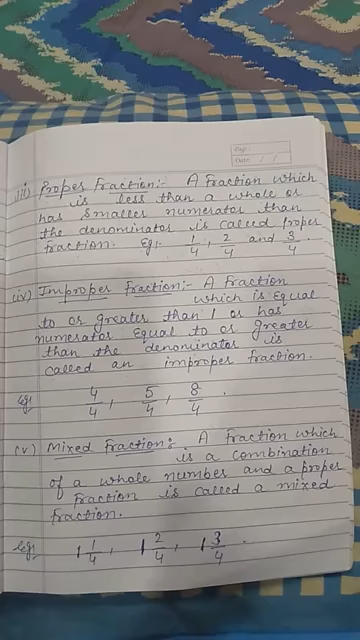 Page:
Date: / /
iii) Proper Fraction:- A Fraction which
is less than a whole or
has smaller numerator than
the denominator is called proper
fraction. Eg:- 1/4, 2/4 and 3/4.
(iv) Improper fraction:- A fraction
which is equal
to or greater than 1 or has
numerator equal to or greater
than the denominator is
called an improper fraction.
eg:- 4/4, 5/4, 8/4.
(v) Mixed fraction:- A fraction which
is a combination
of a whole number and a proper
fraction is called a mixed
fraction.
eg:- 1 1/4, 1 2/4, 1 3/4.